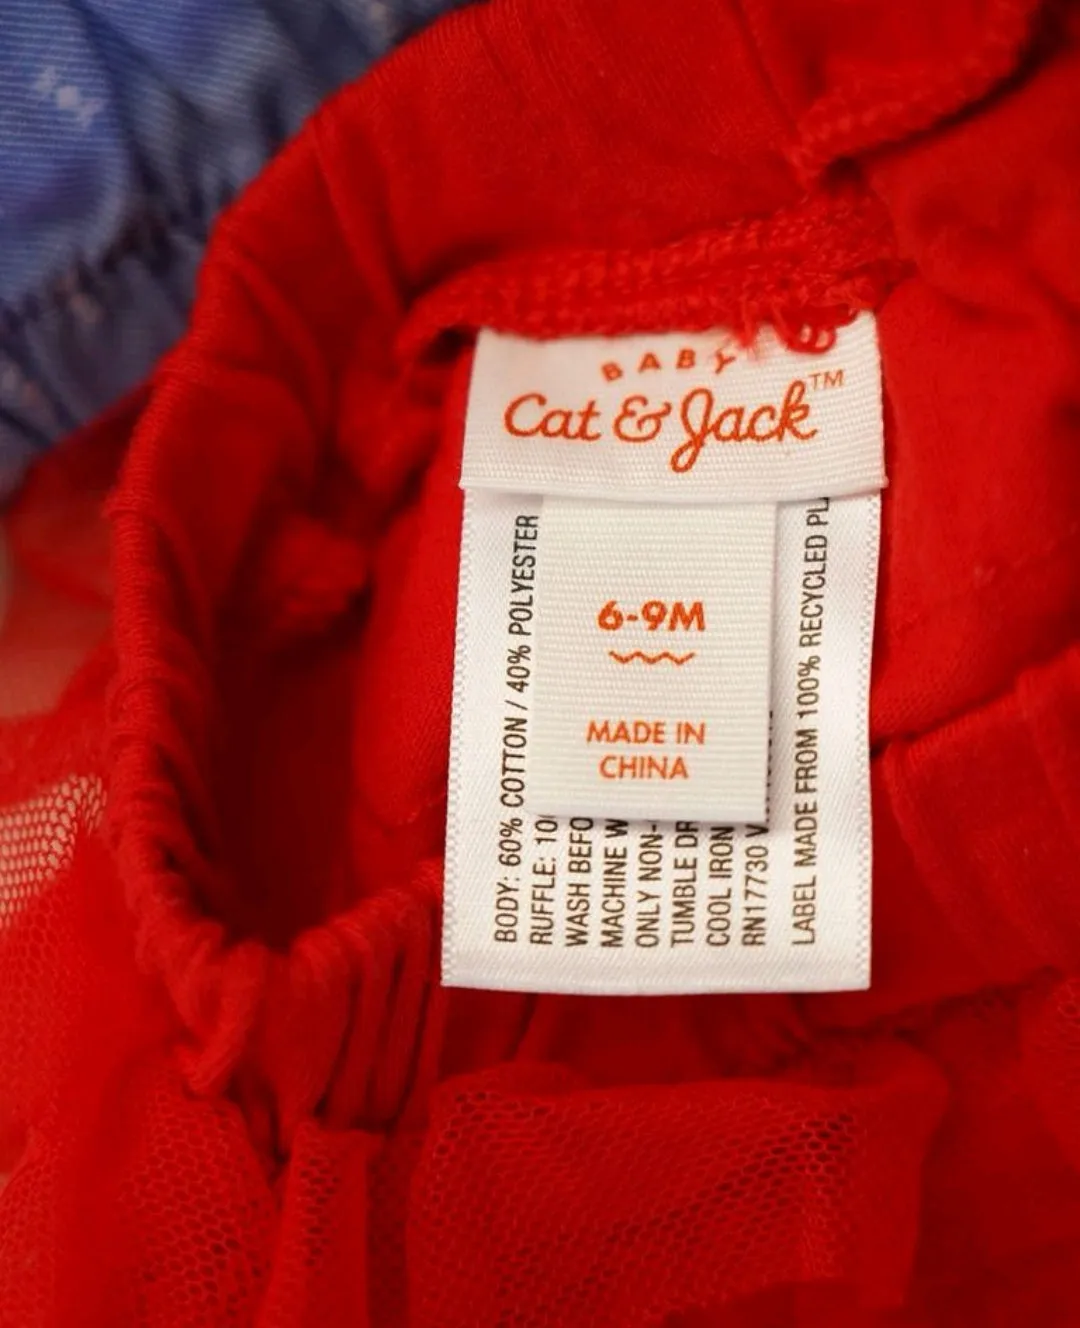 BABY
Cat & Jack™
6-9M
MADE IN
CHINA
BODY: 60% COTTON / 40% POLYESTER
RUFFLE:
WASH
MACHINE
ONLY NON-
TUMBLE
COOL IRON
RN17730
LABEL MADE FROM 100% RECYCLED